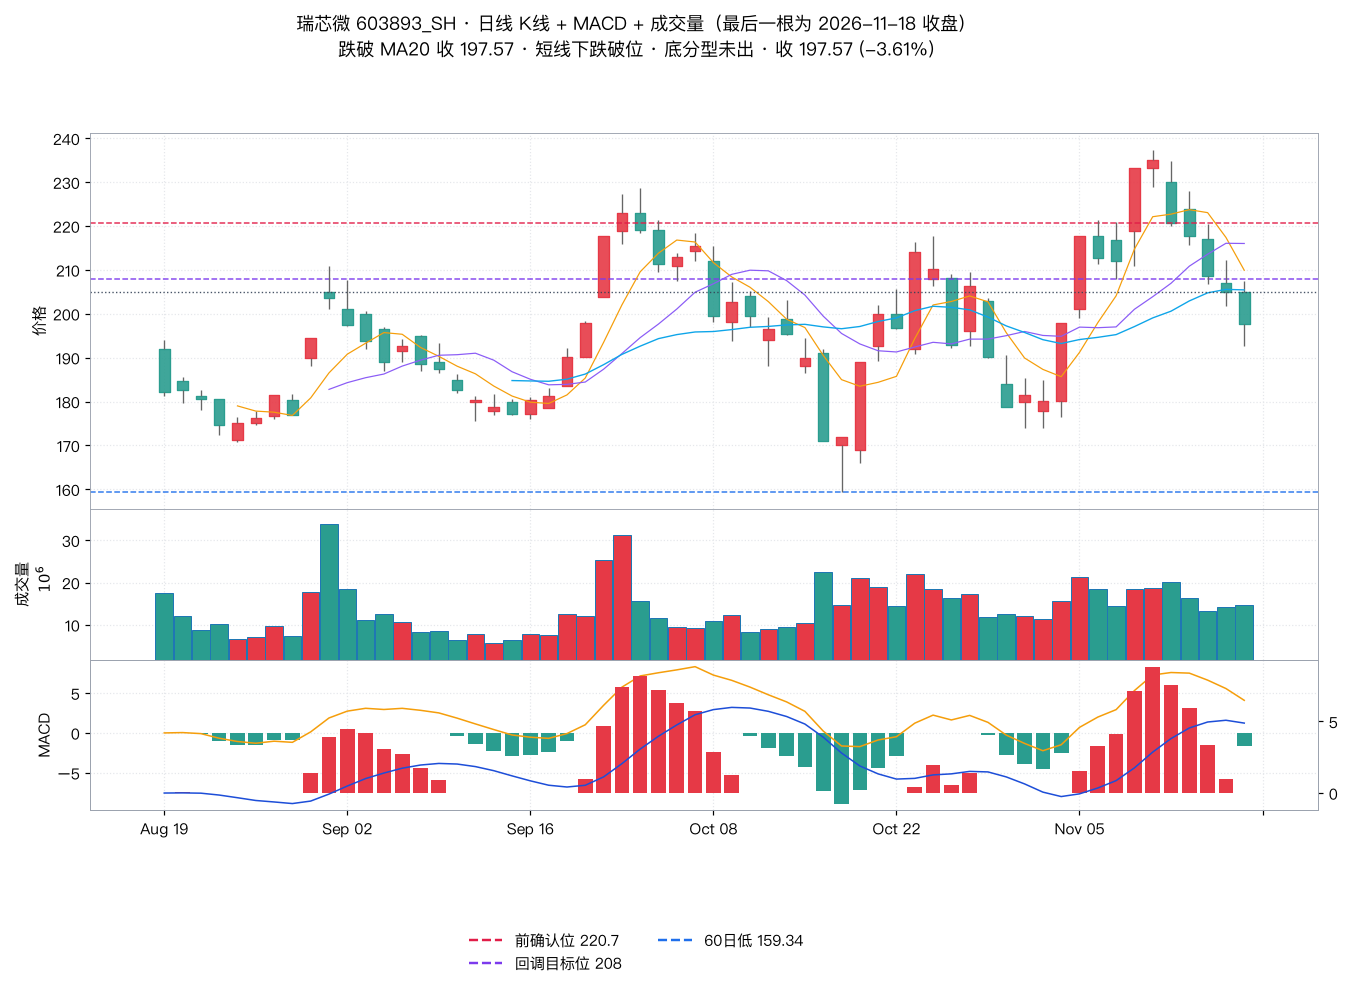 瑞芯微 603893_SH · 日线 K线 + MACD + 成交量（最后一根为 2026−11−18 收盘）
跌破 MA20 收 197.57 · 短线下跌破位 · 底分型未出 · 收 197.57 (−3.61%)
价格
240
230
220
210
200
190
180
170
160
成交量
10⁶
30
20
10
MACD
5
0
−5
5
0
Aug 19
Sep 02
Sep 16
Oct 08
Oct 22
Nov 05
前确认位 220.7
60日低 159.34
回调目标位 208